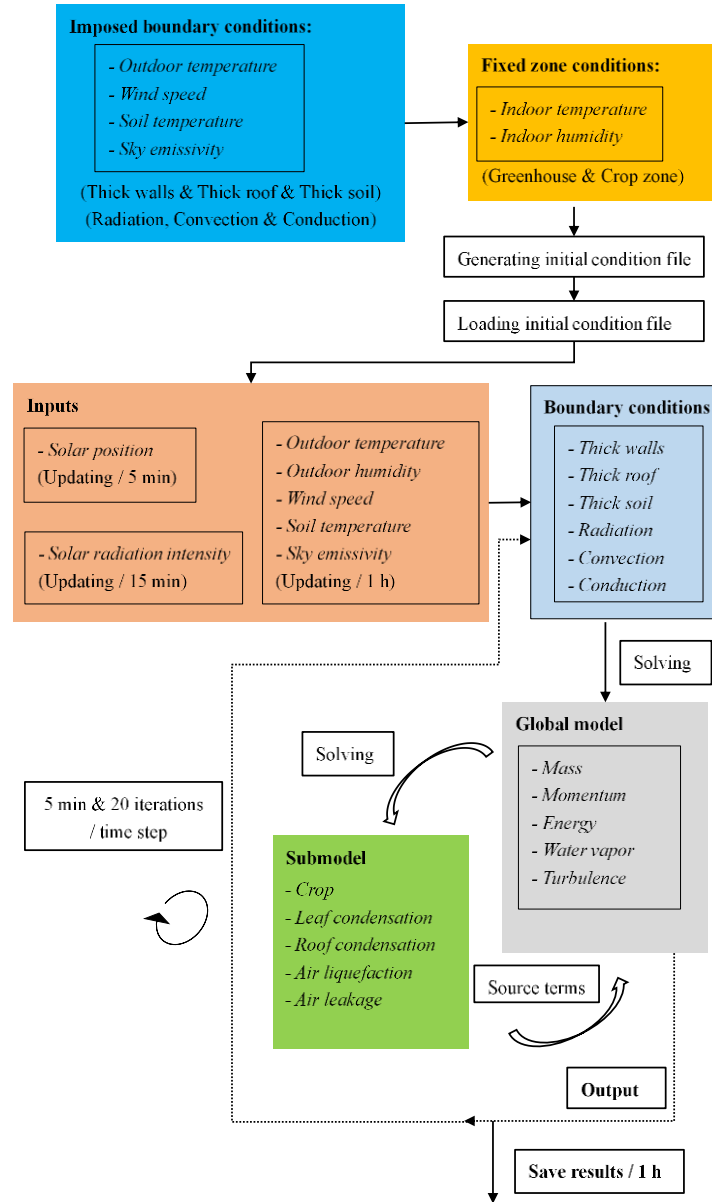 Imposed boundary conditions:
- Outdoor temperature
- Wind speed
- Soil temperature
- Sky emissivity
(Thick walls & Thick roof & Thick soil)
(Radiation, Convection & Conduction)
Fixed zone conditions:
- Indoor temperature
- Indoor humidity
(Greenhouse & Crop zone)
Generating initial condition file
Loading initial condition file
Inputs
- Solar position
(Updating / 5 min)
- Solar radiation intensity
(Updating / 15 min)
- Outdoor temperature
- Outdoor humidity
- Wind speed
- Soil temperature
- Sky emissivity
(Updating / 1 h)
Boundary conditions
- Thick walls
- Thick roof
- Thick soil
- Radiation
- Convection
- Conduction
Solving
Global model
- Mass
- Momentum
- Energy
- Water vapor
- Turbulence
Solving
5 min & 20 iterations
/ time step
Submodel
- Crop
- Leaf condensation
- Roof condensation
- Air liquefaction
- Air leakage
Source terms
Output
Save results / 1 h